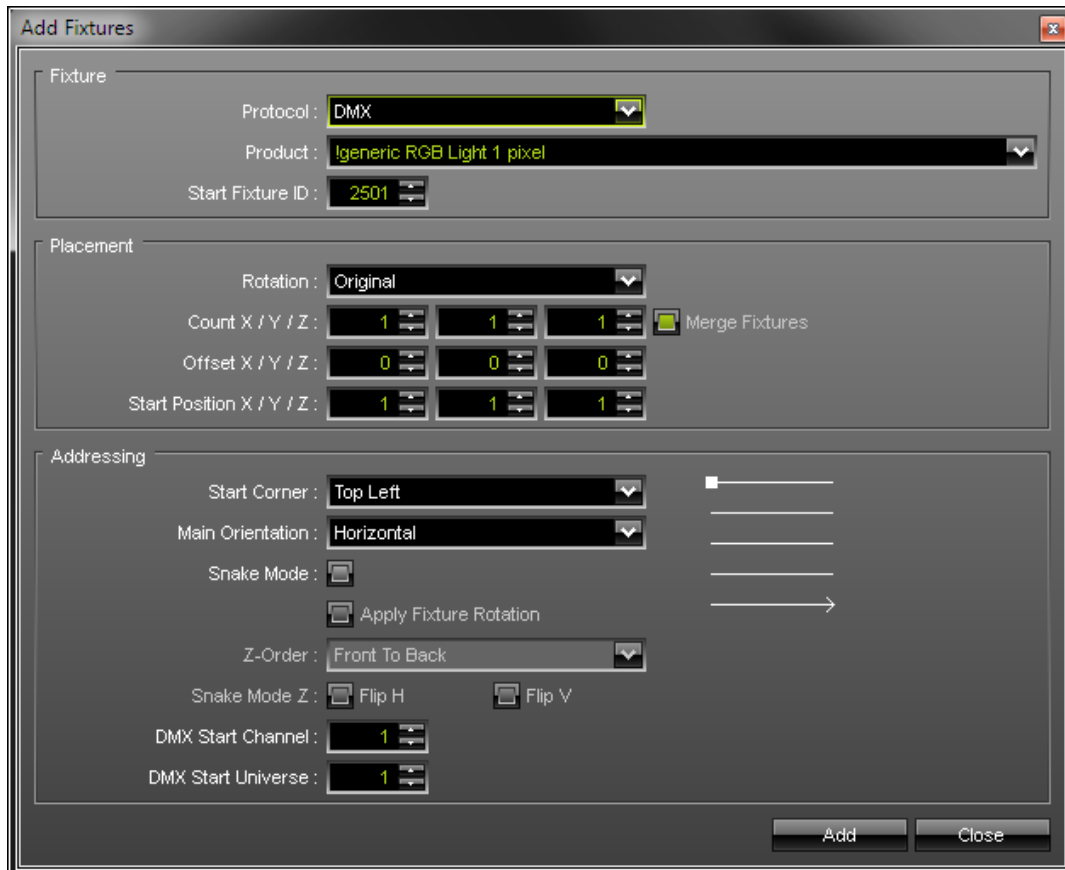 Add Fixtures
Fixture
Protocol : DMX
Product : !generic RGB Light 1 pixel
Start Fixture ID : 2501
Placement
Rotation : Original
Count X / Y / Z : 1 1 1 Merge Fixtures
Offset X / Y / Z : 0 0 0
Start Position X / Y / Z : 1 1 1
Addressing
Start Corner : Top Left
Main Orientation : Horizontal
Snake Mode :
Apply Fixture Rotation
Z-Order : Front To Back
Snake Mode Z : Flip H Flip V
DMX Start Channel : 1
DMX Start Universe : 1
Add Close